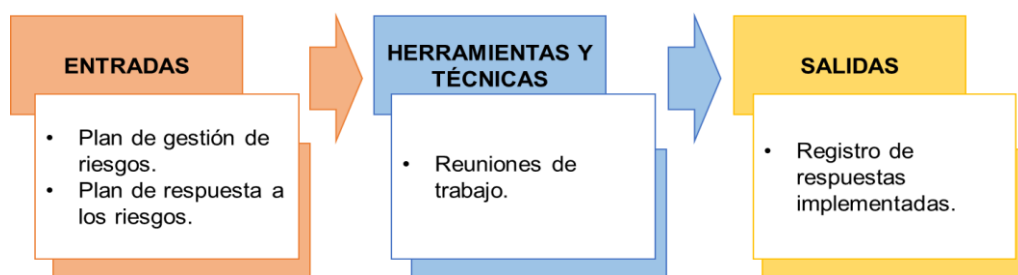 ENTRADAS
• Plan de gestión de
riesgos.
• Plan de respuesta a
los riesgos.
HERRAMIENTAS Y
TÉCNICAS
• Reuniones de
trabajo.
SALIDAS
• Registro de
respuestas
implementadas.